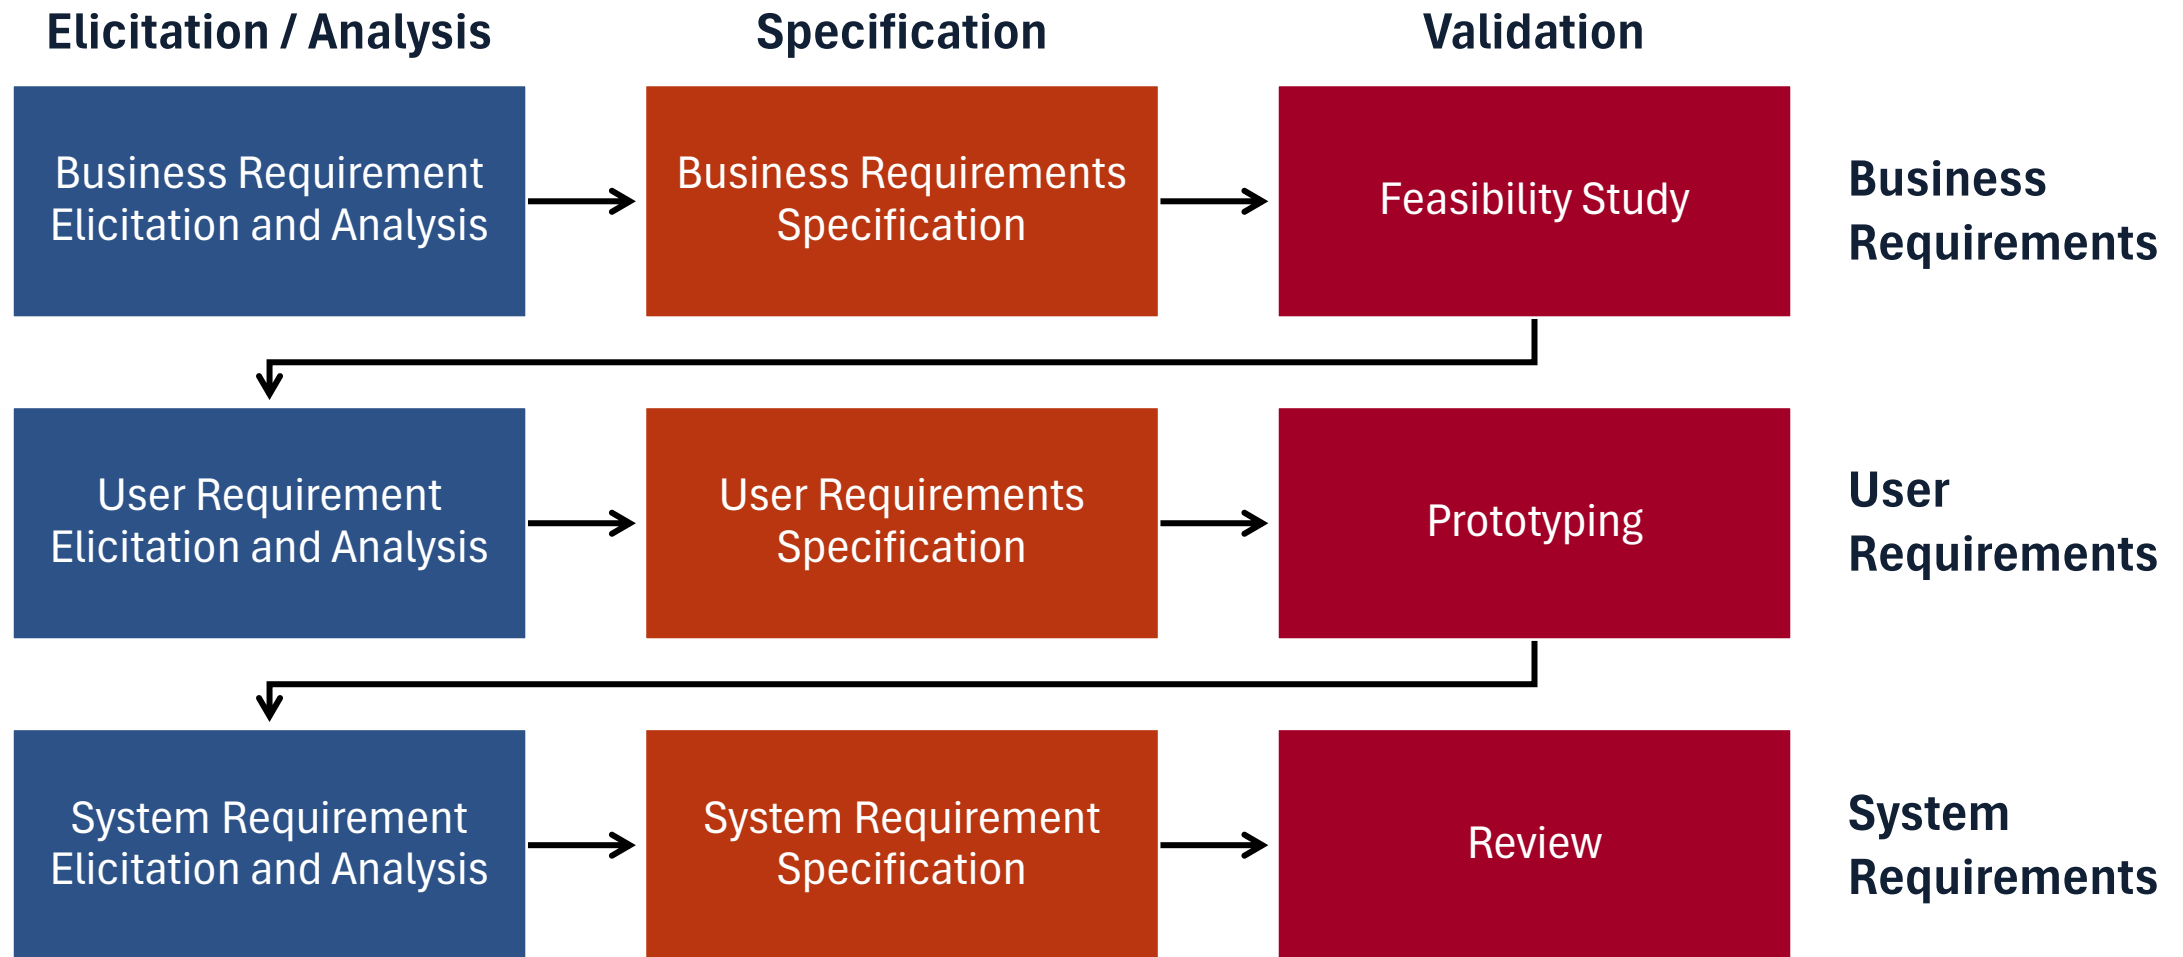 Elicitation / Analysis
Specification
Validation
Business Requirement
Elicitation and Analysis
Business Requirements
Specification
Feasibility Study
Business
Requirements
User Requirement
Elicitation and Analysis
User Requirements
Specification
Prototyping
User
Requirements
System Requirement
Elicitation and Analysis
System Requirement
Specification
Review
System
Requirements